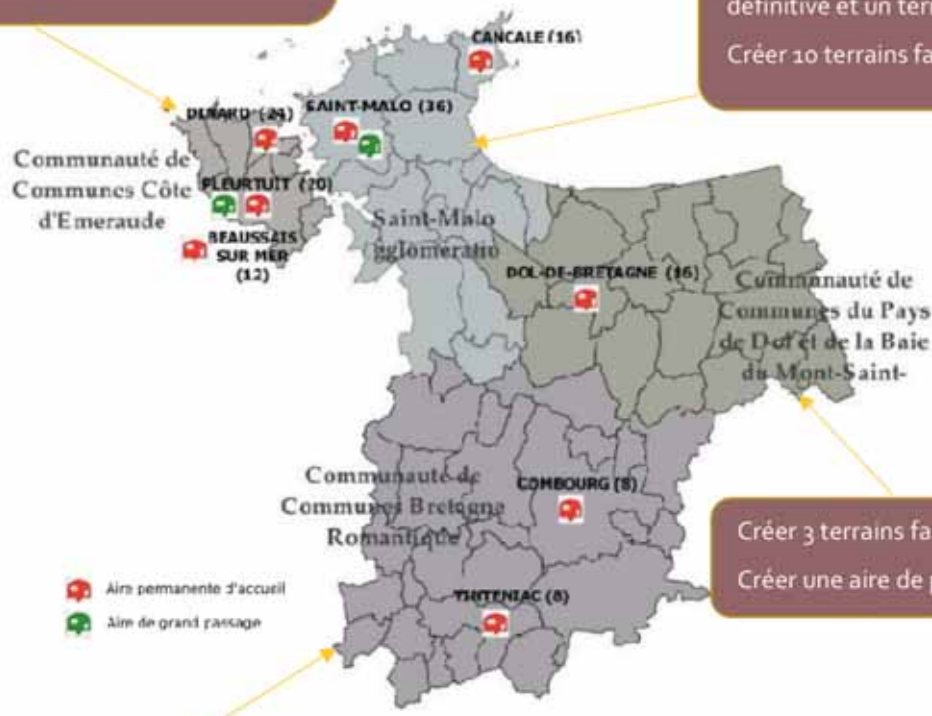 définitive et un terr
Créer 10 terrains fa
CANCALE (16)
SAINT-MALO (36)
DINARD (24)
Communauté de
Communes Côte
d'Emeraude
PLEURTUIT (20)
BEAUSSAIS
SUR MER
(12)
Saint-Malo
gglomératio
DOL-DE-BRETAGNE (16)
Communauté de
Communes du Pays
de Dol et de la Baie
du Mont-Saint-
Communauté de
Communes Bretagne
Romantique
COMBOURG (8)
Créer 3 terrains fa
Créer une aire de p
Aire permanente d'accueil
Aire de grand passage
TINTENIAC (8)